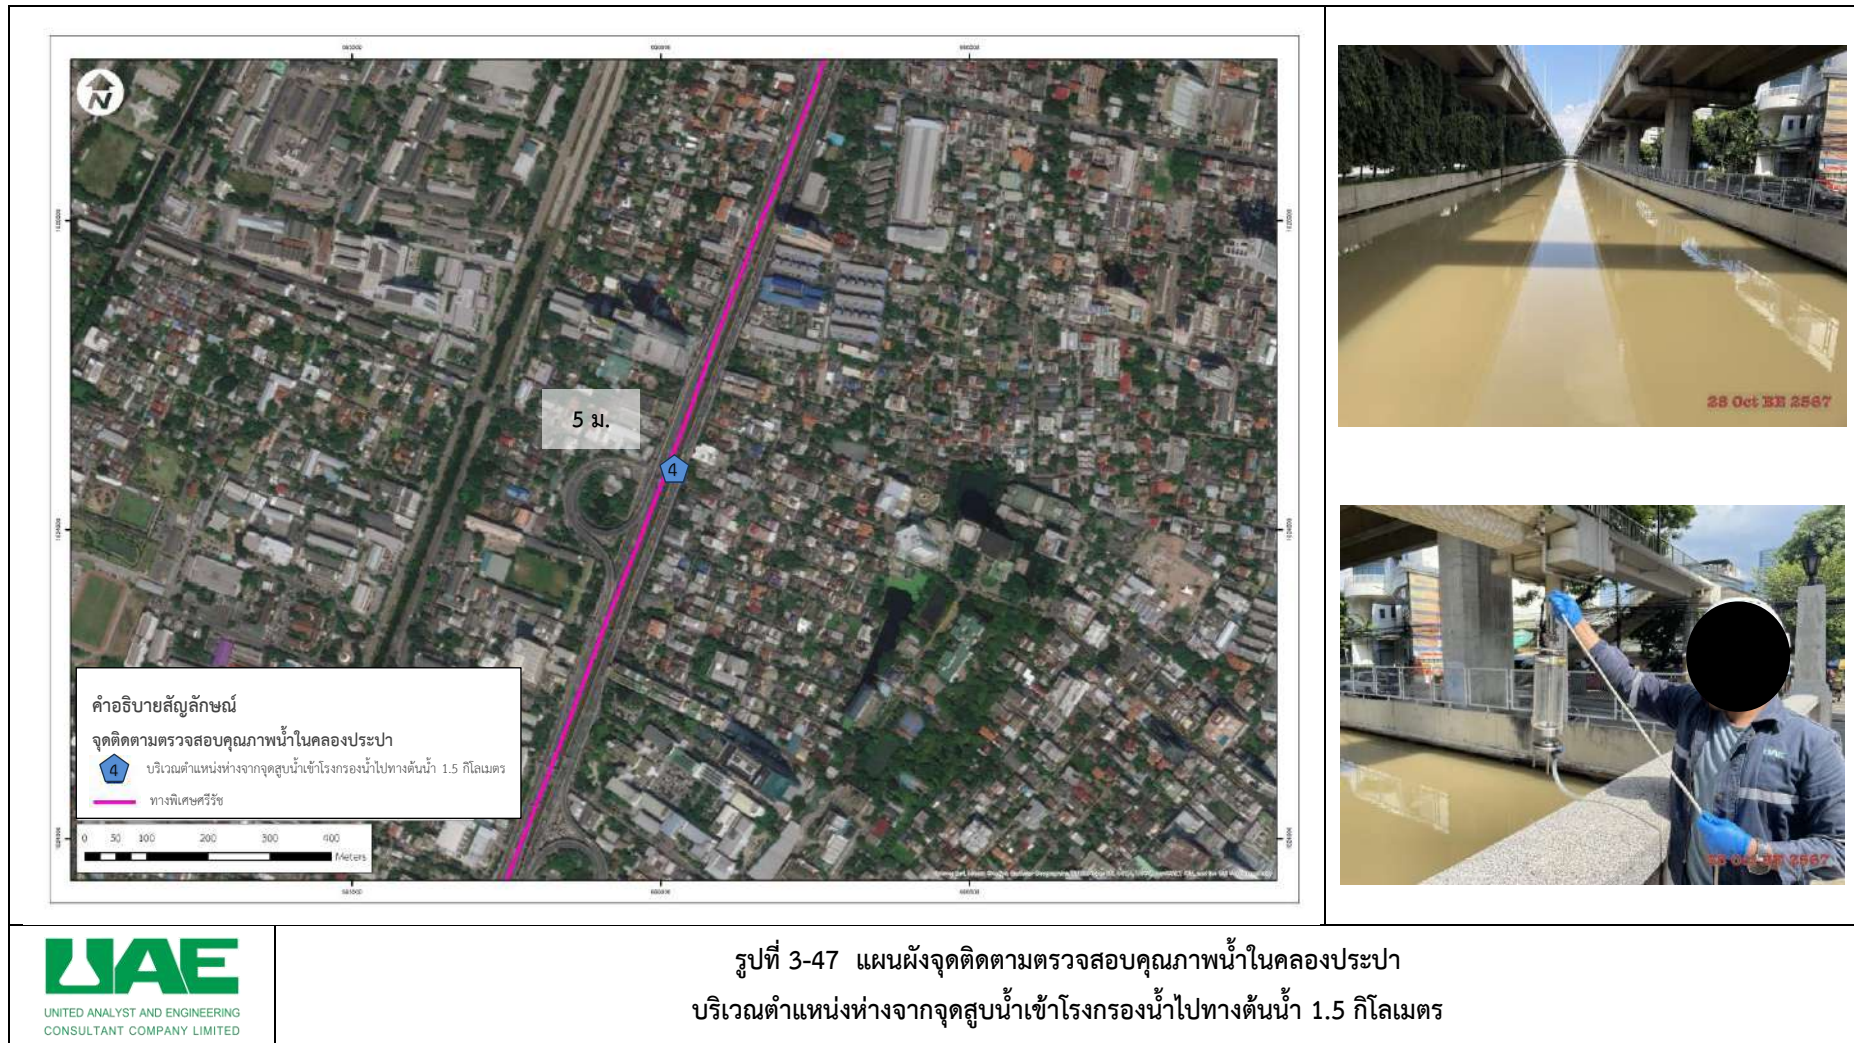 N
5 ม.
4
คำอธิบายสัญลักษณ์
จุดติดตามตรวจสอบคุณภาพน้ำในคลองประปา
4 บริเวณตำแหน่งห่างจากจุดสูบน้ำเข้าโรงกรองน้ำไปทางต้นน้ำ 1.5 กิโลเมตร
ทางพิเศษศรีรัช
0 50 100 200 300 400
Meters
28 Oct BE 2567
UAE
28 Oct BE 2567
UAE
UNITED ANALYST AND ENGINEERING
CONSULTANT COMPANY LIMITED
รูปที่ 3-47 แผนผังจุดติดตามตรวจสอบคุณภาพน้ำในคลองประปา
บริเวณตำแหน่งห่างจากจุดสูบน้ำเข้าโรงกรองน้ำไปทางต้นน้ำ 1.5 กิโลเมตร